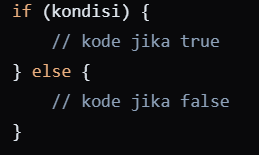 if (kondisi) {
    // kode jika true
} else {
    // kode jika false
}